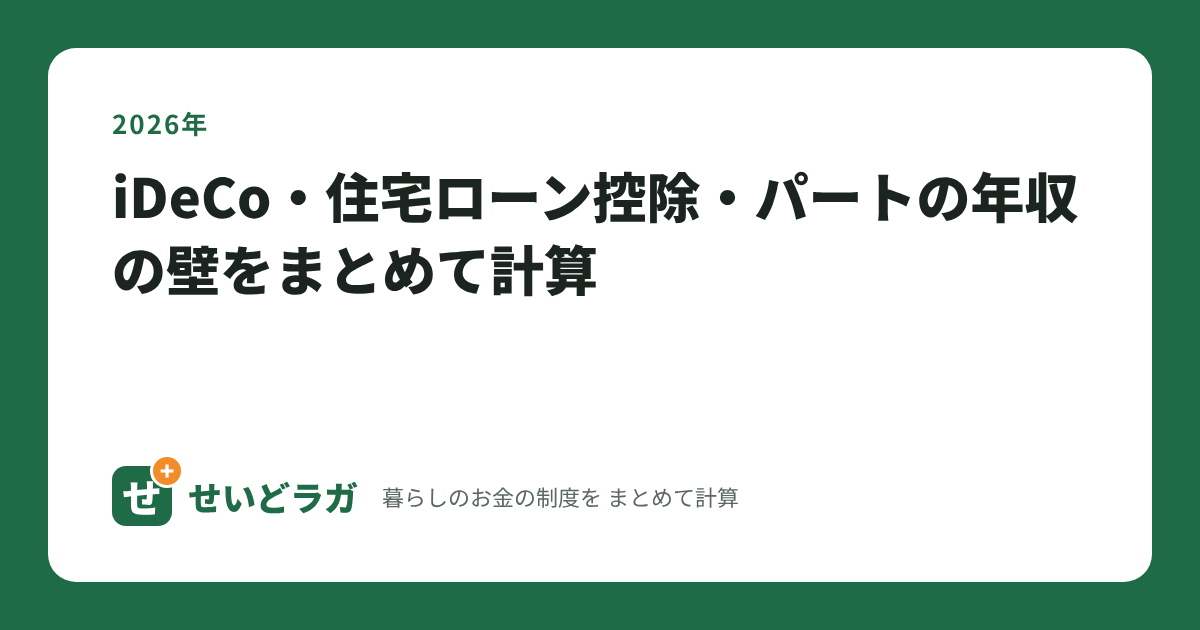 2026年
iDeCo・住宅ローン控除・パートの年収
の壁をまとめて計算
せ+
せいどラガ 暮らしのお金の制度を まとめて計算